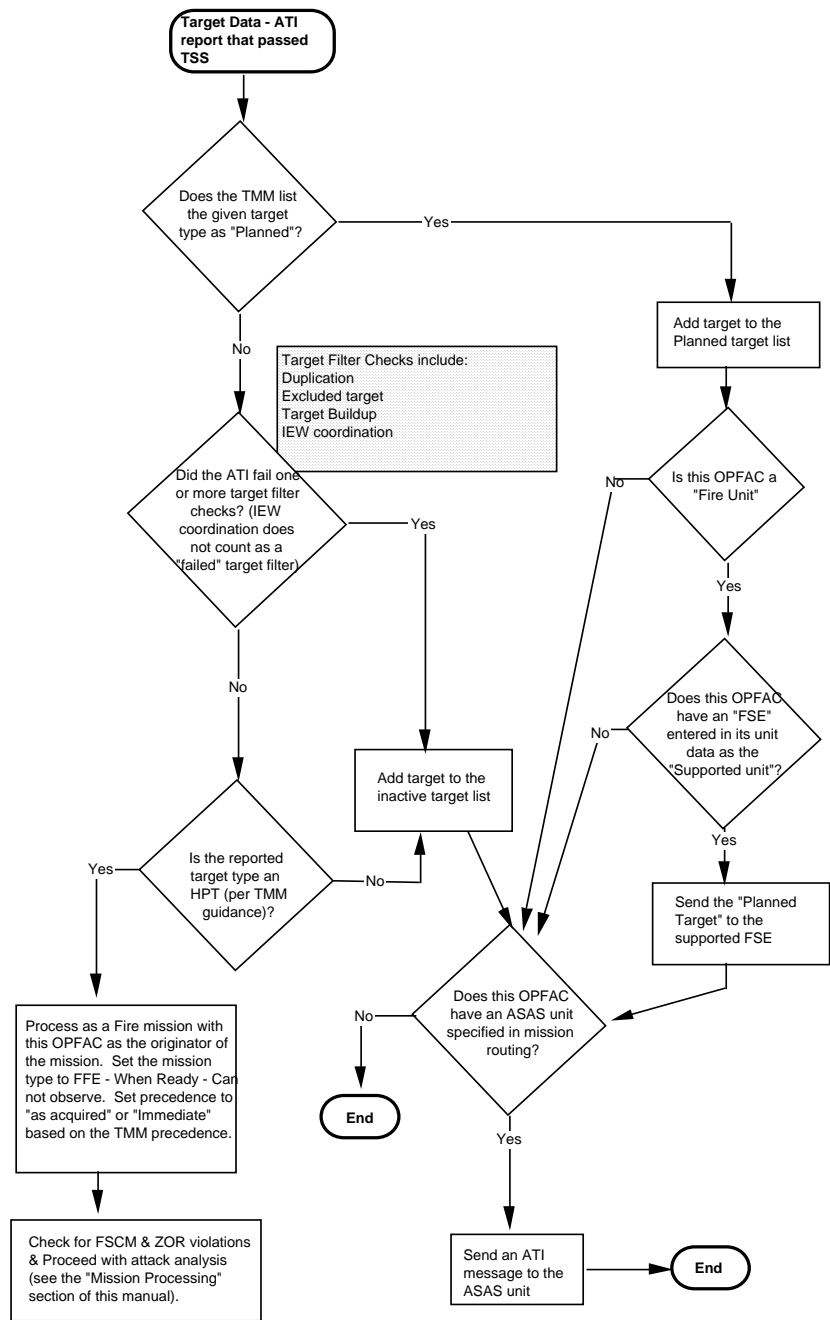 Target Data - ATI
report that passed
TSS
Does the TMM list
the given target
type as "Planned"?
Yes
No
Add target to the
Planned target list
Target Filter Checks include:
Duplication
Excluded target
Target Buildup
IEW coordination
Is this OPFAC a
"Fire Unit"
No
Yes
Did the ATI fail one
or more target filter
checks? (IEW
coordination does
not count as a
"failed" target filter)
Yes
No
Does this OPFAC
have an "FSE"
entered in its unit
data as the
"Supported unit"?
No
Yes
Add target to the
inactive target list
Is the reported
target type an
HPT (per TMM
guidance)?
Yes
No
Send the "Planned
Target" to the
supported FSE
Does this OPFAC
have an ASAS unit
specified in mission
routing?
No
Yes
End
Process as a Fire mission with
this OPFAC as the originator of
the mission. Set the mission
type to FFE - When Ready - Can
not observe. Set precedence to
"as acquired" or "Immediate"
based on the TMM precedence.
Check for FSCM & ZOR violations
& Proceed with attack analysis
(see the "Mission Processing"
section of this manual).
Send an ATI
message to the
ASAS unit
End